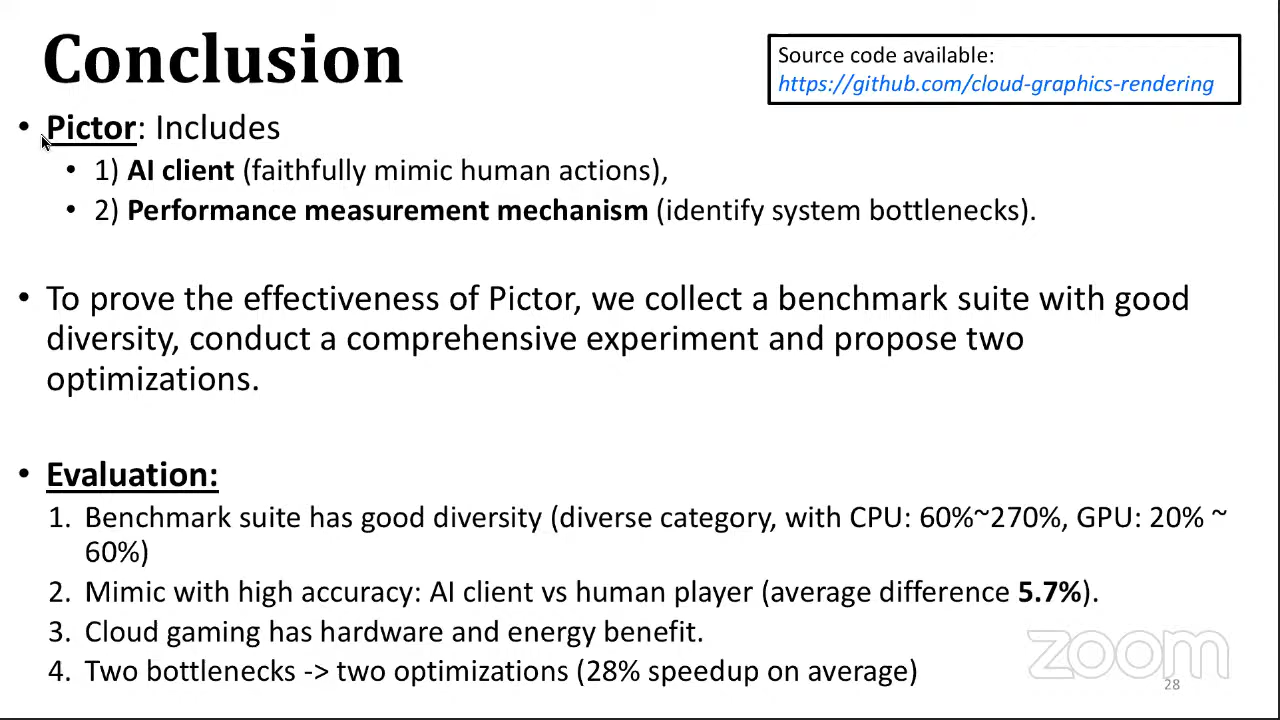 Conclusion
Source code available:
https://github.com/cloud-graphics-rendering
• Pictor: Includes
• 1) AI client (faithfully mimic human actions),
• 2) Performance measurement mechanism (identify system bottlenecks).
• To prove the effectiveness of Pictor, we collect a benchmark suite with good
diversity, conduct a comprehensive experiment and propose two
optimizations.
• Evaluation:
1. Benchmark suite has good diversity (diverse category, with CPU: 60%~270%, GPU: 20% ~
60%)
2. Mimic with high accuracy: AI client vs human player (average difference 5.7%).
3. Cloud gaming has hardware and energy benefit.
4. Two bottlenecks -> two optimizations (28% speedup on average)
zoom
28